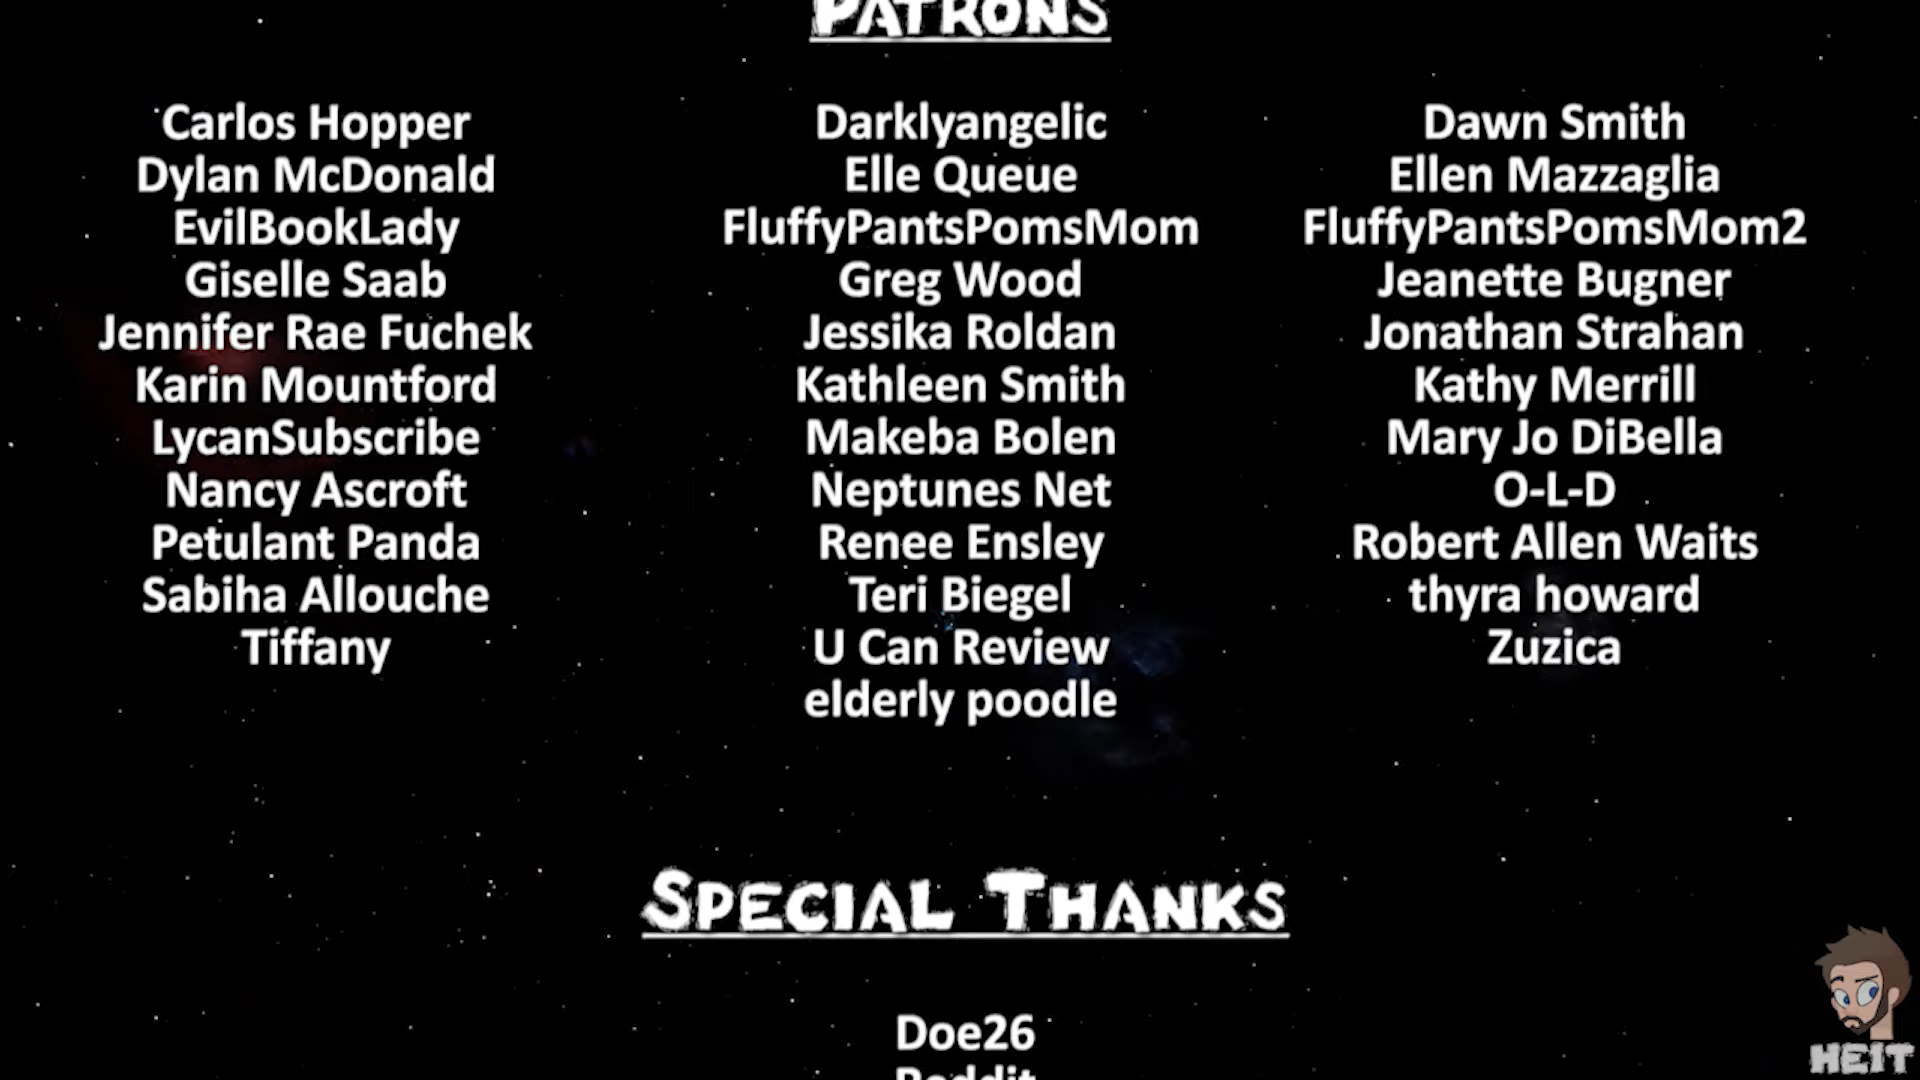 PATRONS
Carlos Hopper
Dylan McDonald
EvilBookLady
Giselle Saab
Jennifer Rae Fuchek
Karin Mountford
LycanSubscribe
Nancy Ascroft
Petulant Panda
Sabiha Allouche
Tiffany
Darklyangelic
Elle Queue
FluffyPantsPomsMom
Greg Wood
Jessika Roldan
Kathleen Smith
Makeba Bolen
Neptunes Net
Renee Ensley
Teri Biegel
U Can Review
elderly poodle
Dawn Smith
Ellen Mazzaglia
FluffyPantsPomsMom2
Jeanette Bugner
Jonathan Strahan
Kathy Merrill
Mary Jo DiBella
O-L-D
Robert Allen Waits
thyra howard
Zuzica
SPECIAL THANKS
Doe26
Reddit
HEIT